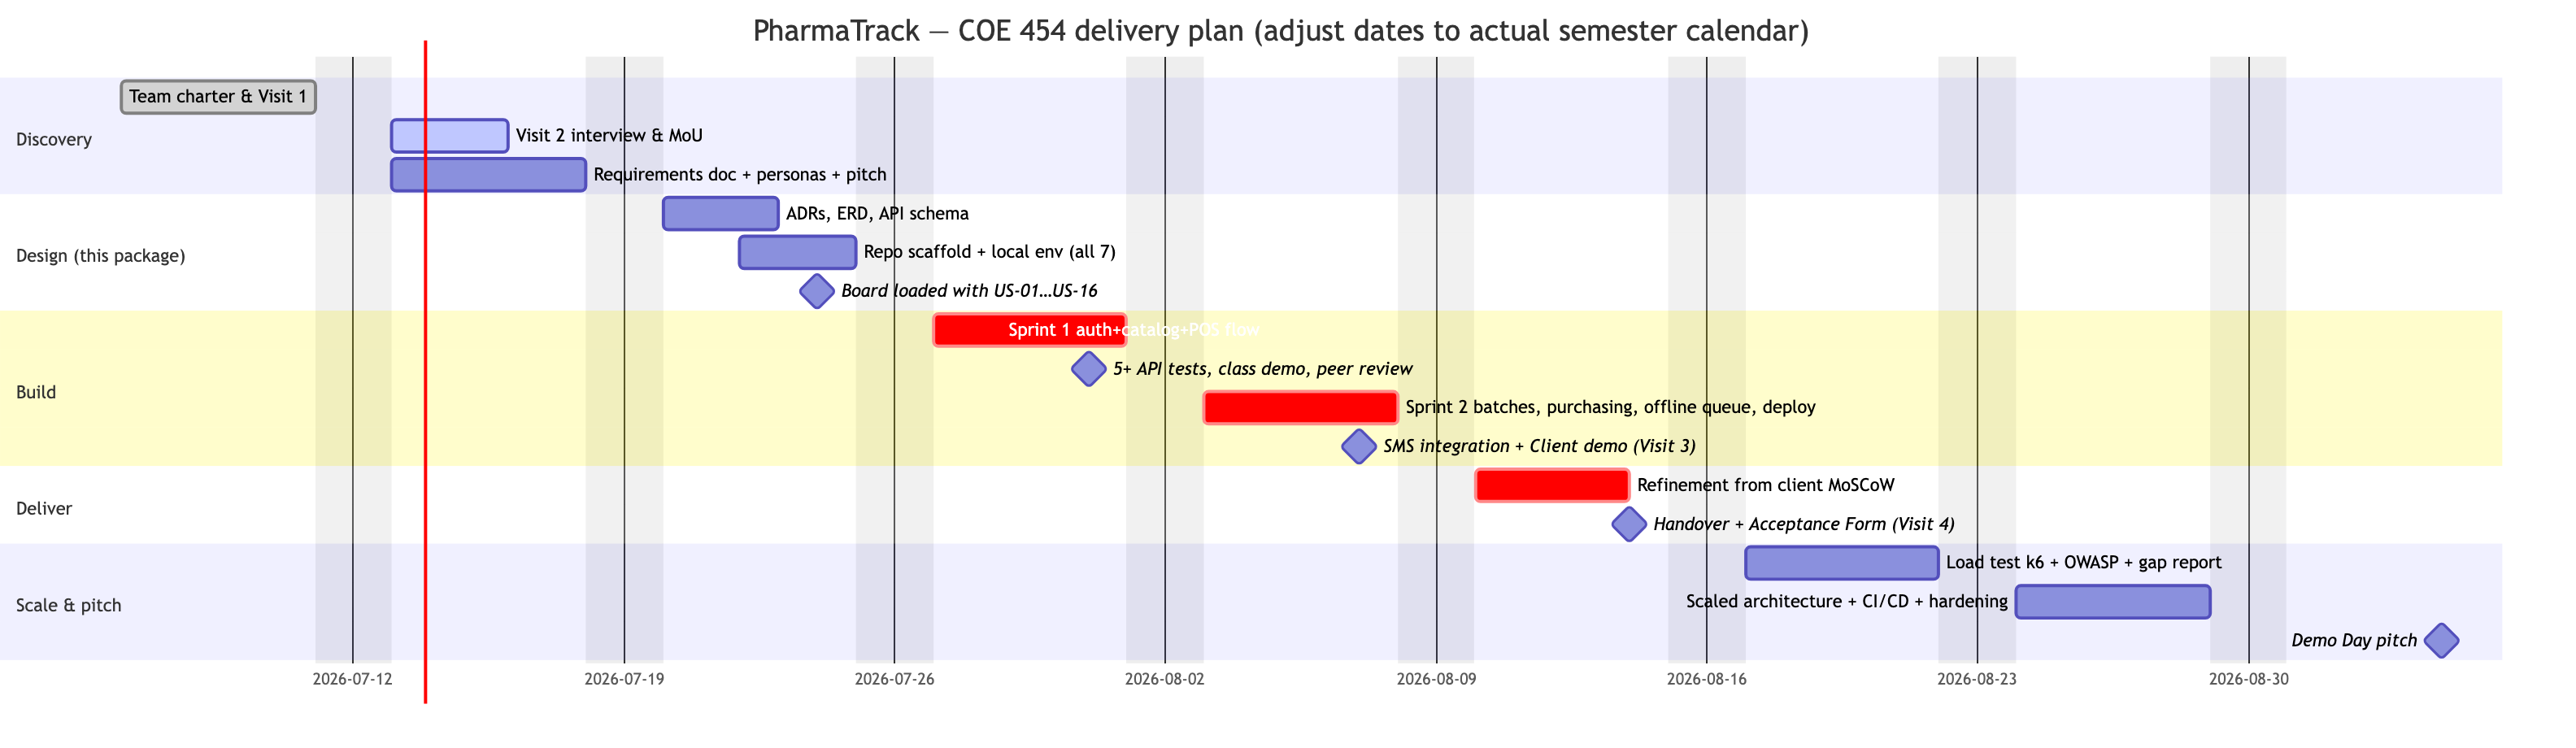 PharmaTrack — COE 454 delivery plan (adjust dates to actual semester calendar)
Discovery
Team charter & Visit 1
Visit 2 interview & MoU
Requirements doc + personas + pitch
Design (this package)
ADRs, ERD, API schema
Repo scaffold + local env (all 7)
Board loaded with US-01...US-16
Build
Sprint 1 auth+catalog+POS flow
5+ API tests, class demo, peer review
Sprint 2 batches, purchasing, offline queue, deploy
SMS integration + Client demo (Visit 3)
Deliver
Refinement from client MoSCoW
Handover + Acceptance Form (Visit 4)
Scale & pitch
Load test k6 + OWASP + gap report
Scaled architecture + CI/CD + hardening
Demo Day pitch
2026-07-12 2026-07-19 2026-07-26 2026-08-02 2026-08-09 2026-08-16 2026-08-23 2026-08-30